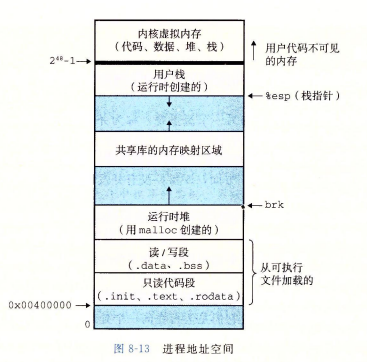 内核虚拟内存
（代码、数据、堆、栈）
用户代码不可见
的内存
2⁴⁸-1
用户栈
（运行时创建的）
%esp（栈指针）
共享库的内存映射区域
brk
运行时堆
（用 malloc 创建的）
读/写段
（.data、.bss）
从可执行
文件加载的
只读代码段
（.init、.text、.rodata）
0x00400000
0
图 8-13 进程地址空间